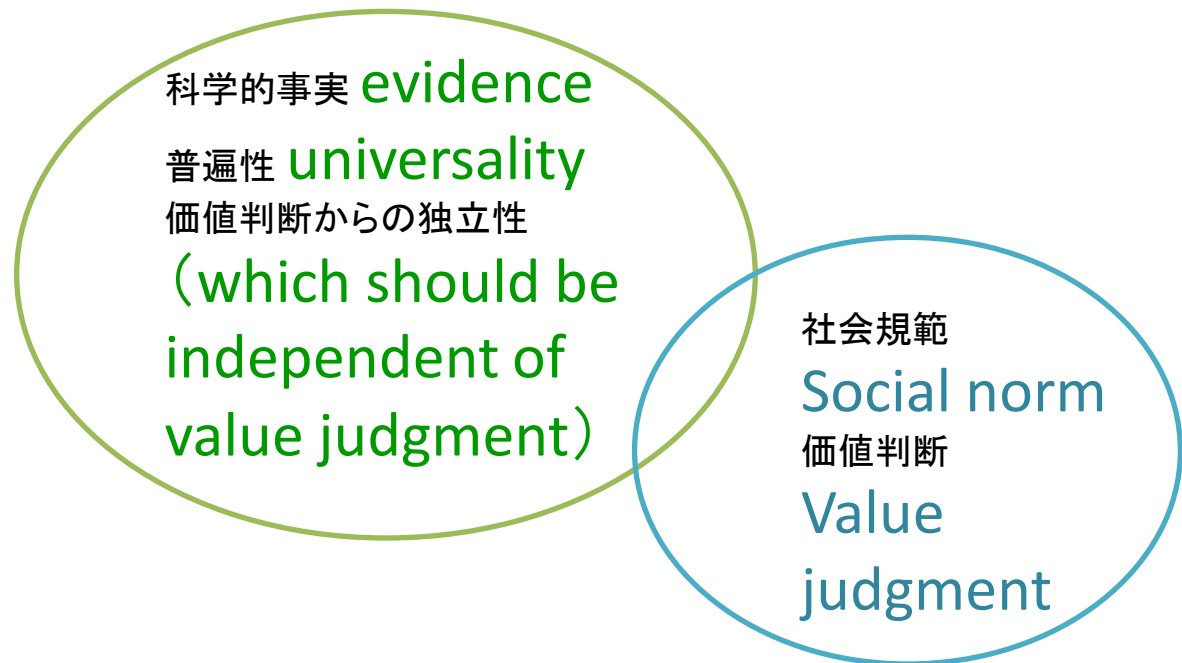 科学的事実 evidence
普遍性 universality
価値判断からの独立性
（which should be
independent of
value judgment）
社会規範
Social norm
価値判断
Value
judgment